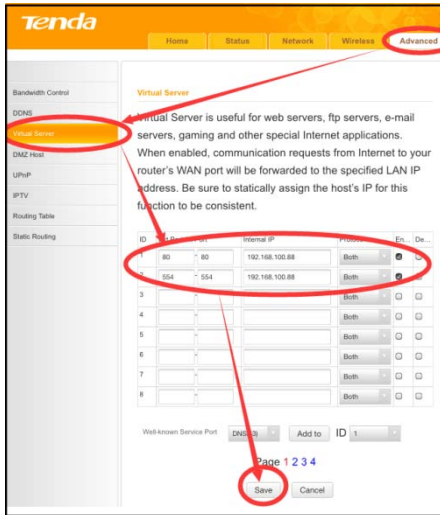 Tenda
Home Status Network Wireless Advanced
Bandwidth Control
DDNS
Virtual Server
DMZ Host
UPnP
IPTV
Routing Table
Static Routing
Virtual Server
Virtual Server is useful for web servers, ftp servers, e-mail
servers, gaming and other special Internet applications.
When enabled, communication requests from Internet to your
router's WAN port will be forwarded to the specified LAN IP
address. Be sure to statically assign the host's IP for this
function to be consistent.
ID Internal IP En... De...
1 80 - 80 192.168.100.88 Both
2 554 - 554 192.168.100.88 Both
3 - Both
4 - Both
5 - Both
6 - Both
7 - Both
8 - Both
Well-known Service Port Add to ID 1
Page 1 2 3 4
Save Cancel